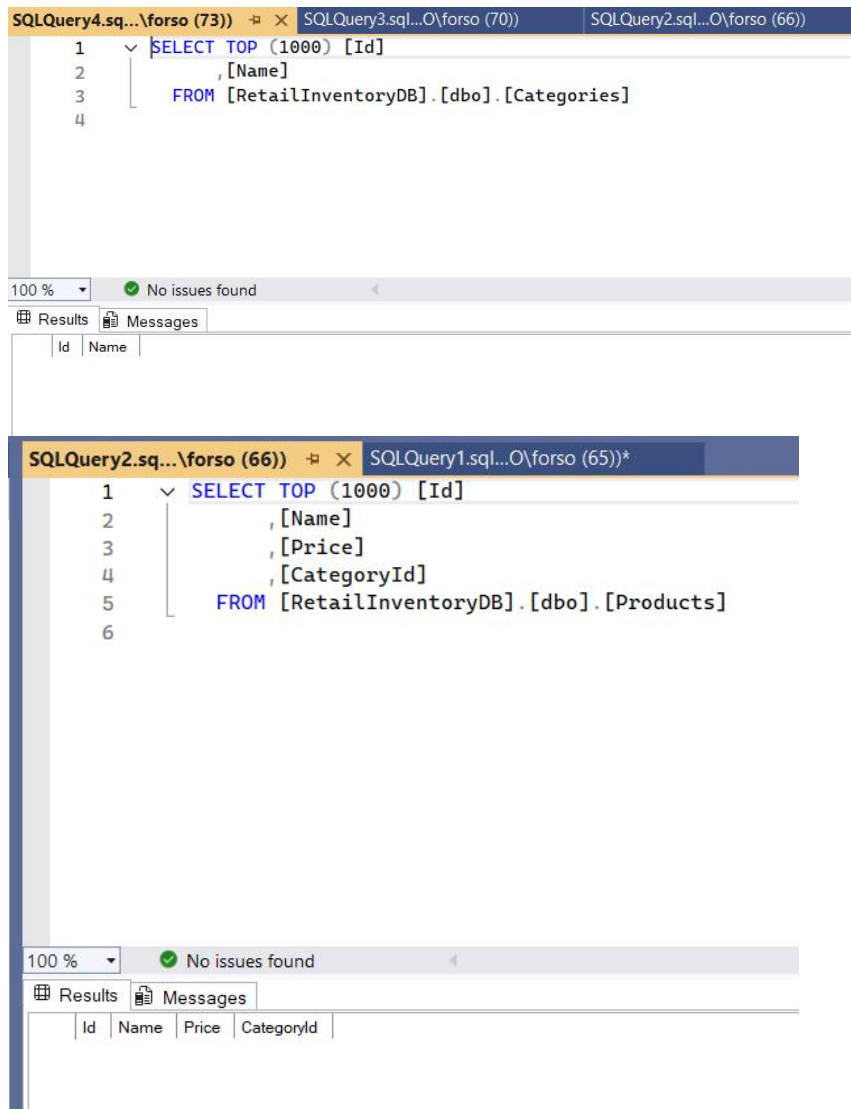 SQLQuery4.sq...\forso (73)) SQLQuery3.sql...O\forso (70)) SQLQuery2.sql...O\forso (66))
1 SELECT TOP (1000) [Id]
2 ,[Name]
3 FROM [RetailInventoryDB].[dbo].[Categories]
4
100 % No issues found
Results Messages
Id Name
SQLQuery2.sq...\forso (66)) SQLQuery1.sql...O\forso (65))*
1 SELECT TOP (1000) [Id]
2 ,[Name]
3 ,[Price]
4 ,[CategoryId]
5 FROM [RetailInventoryDB].[dbo].[Products]
6
100 % No issues found
Results Messages
Id Name Price CategoryId